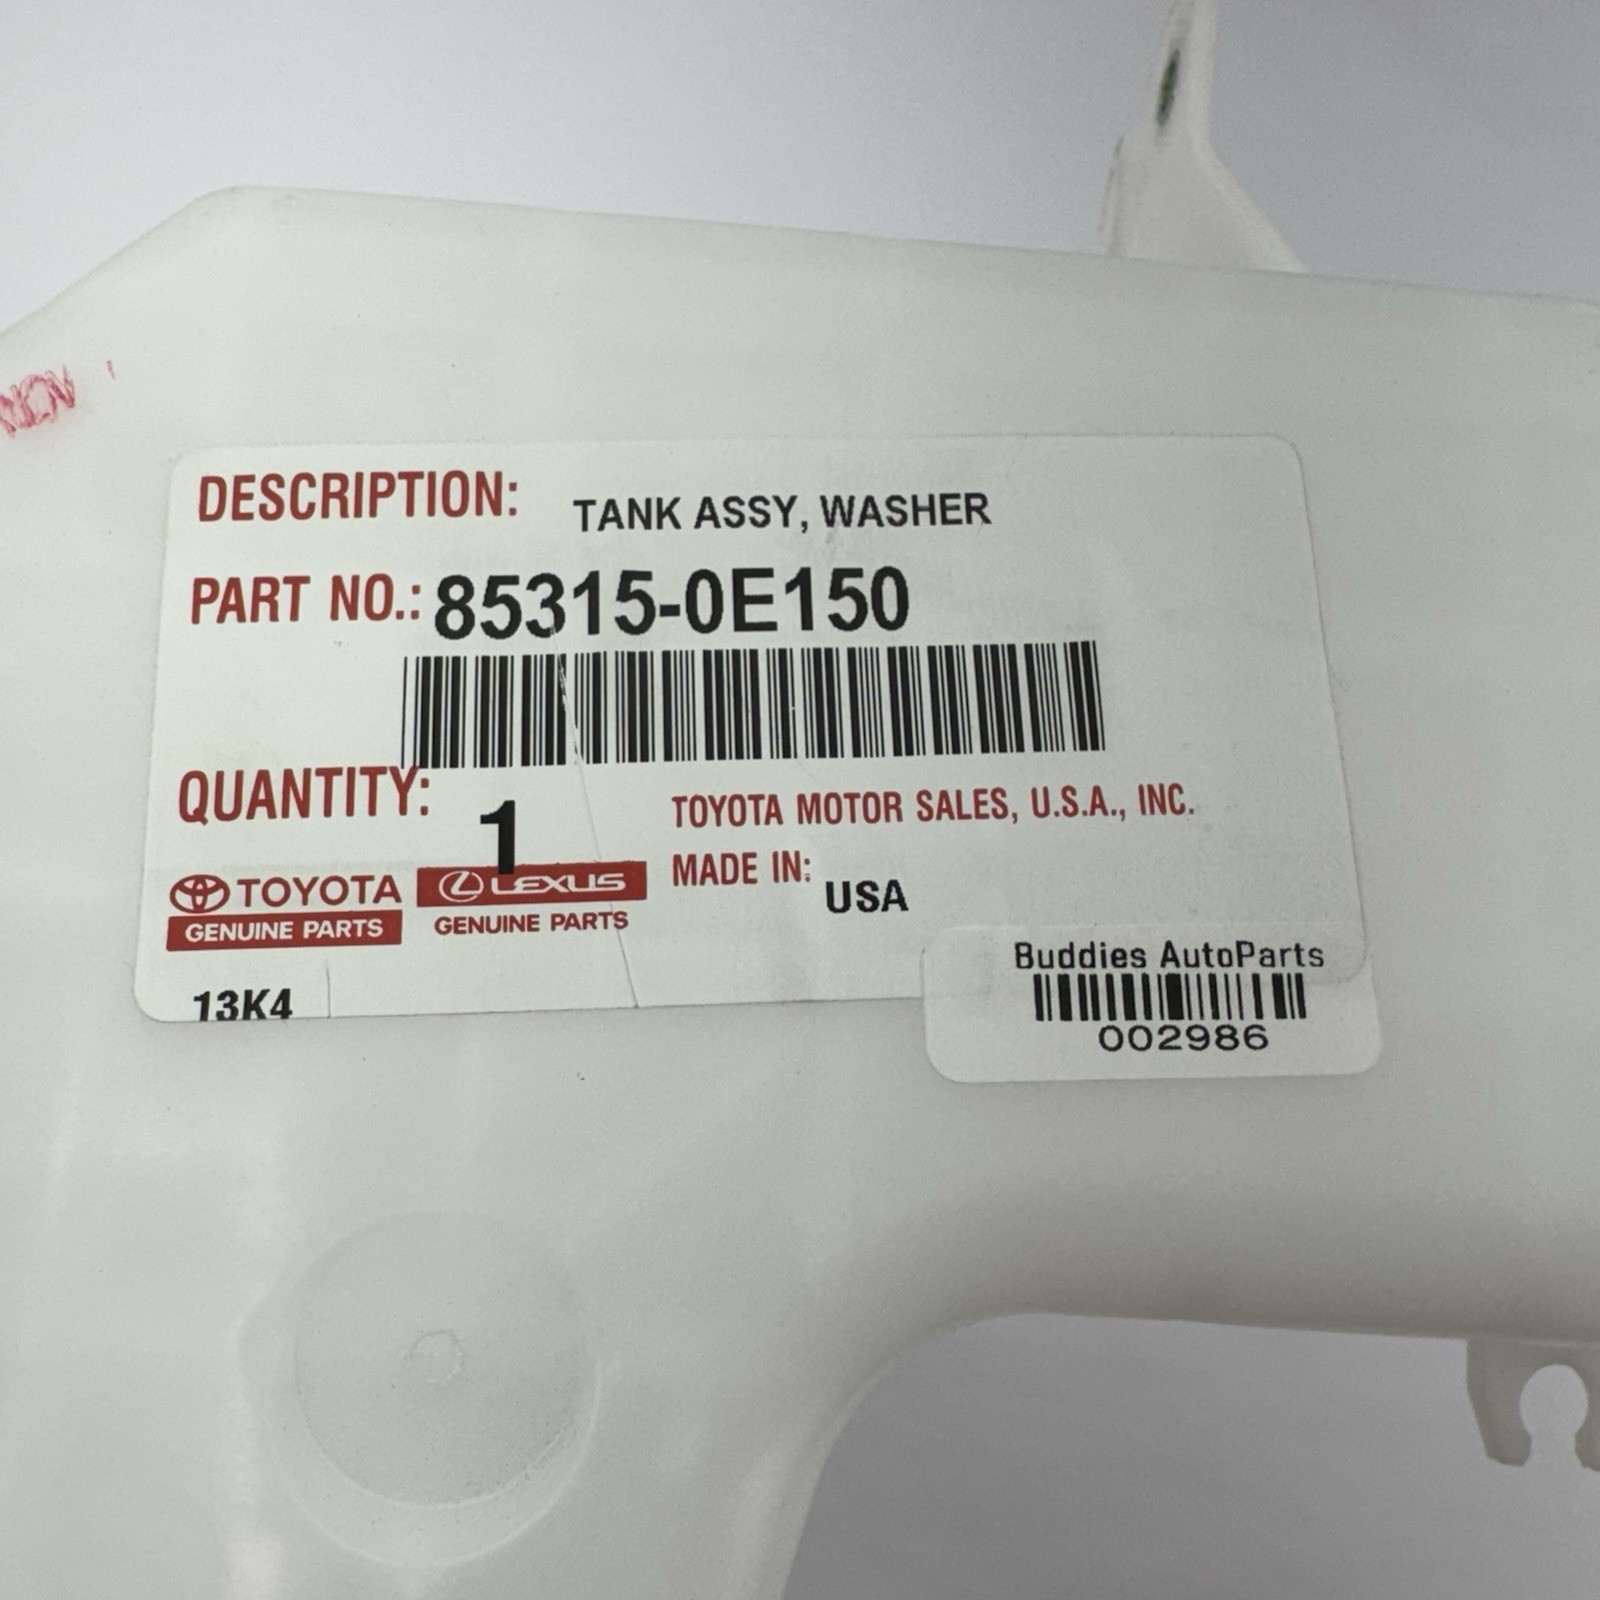 DESCRIPTION: TANK ASSY, WASHER
PART NO.: 85315-0E150
QUANTITY: 1
TOYOTA MOTOR SALES, U.S.A., INC.
MADE IN: USA
TOYOTA
GENUINE PARTS
LEXUS
GENUINE PARTS
13K4
Buddies AutoParts
002986